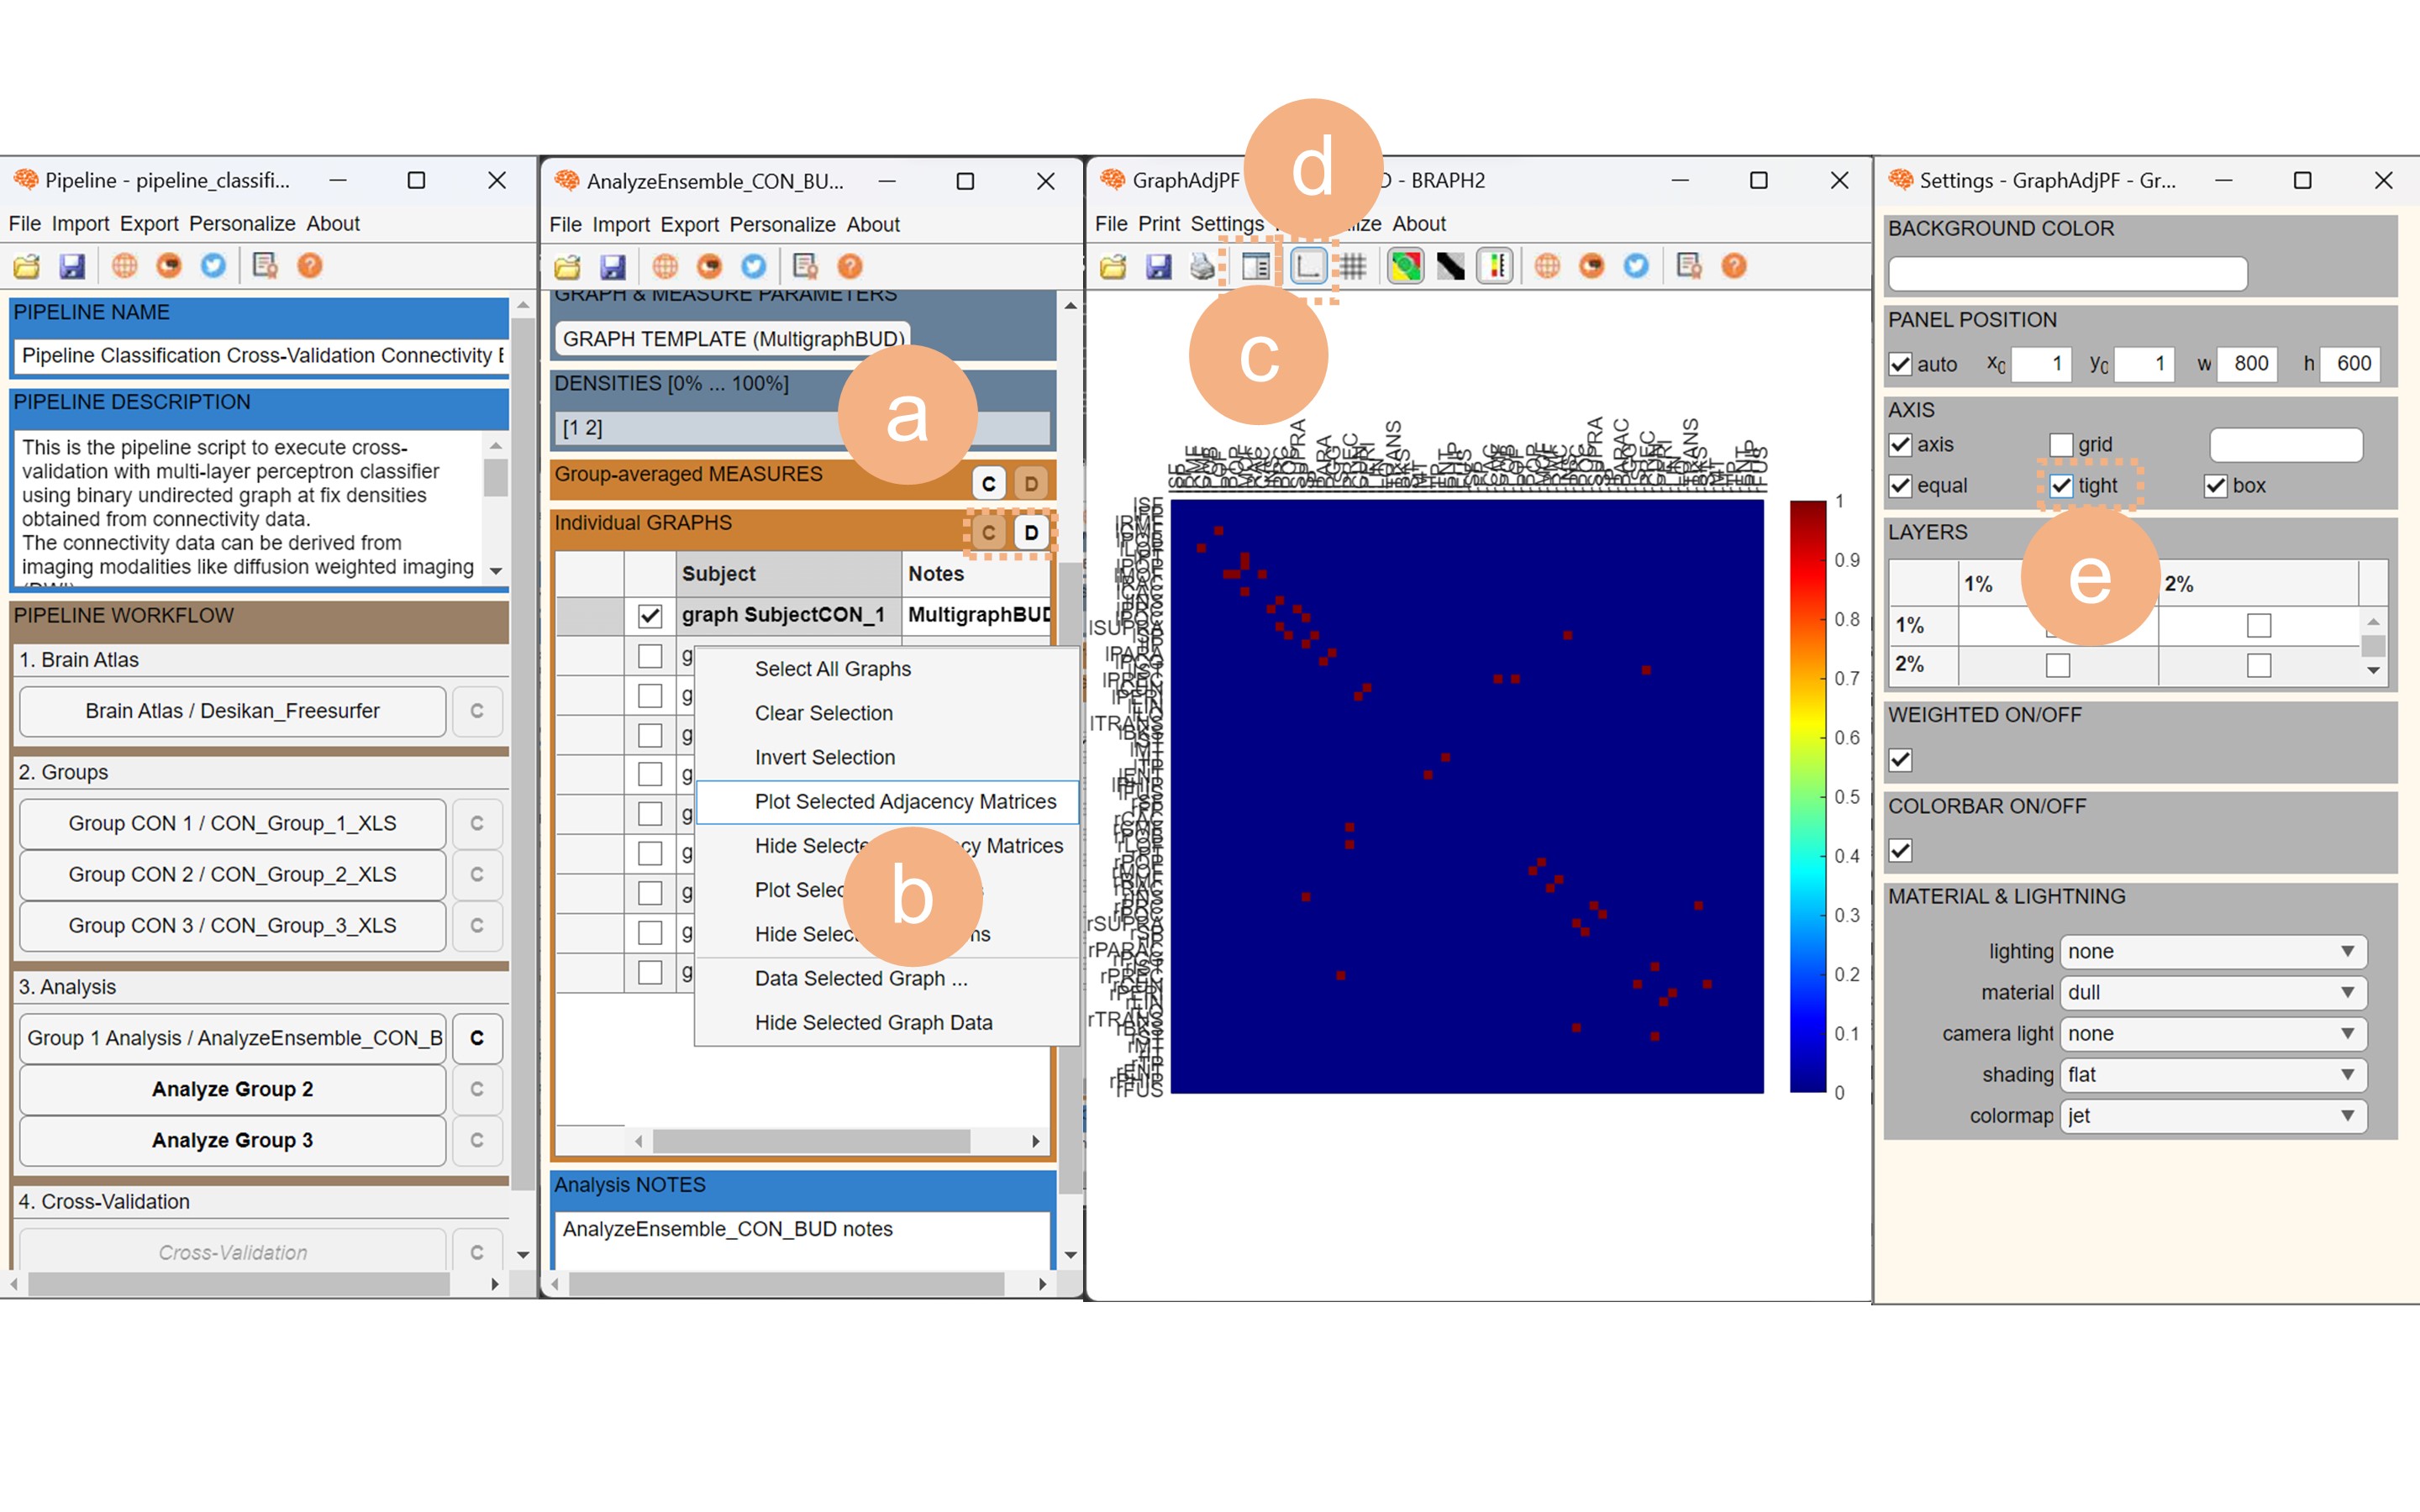 Pipeline - pipeline_classifi...
File Import Export Personalize About
PIPELINE NAME
Pipeline Classification Cross-Validation Connectivity
PIPELINE DESCRIPTION
This is the pipeline script to execute cross-
validation with multi-layer perceptron classifier
using binary undirected graph at fix densities
obtained from connectivity data.
The connectivity data can be derived from
imaging modalities like diffusion weighted imaging
PIPELINE WORKFLOW
1. Brain Atlas
Brain Atlas / Desikan_Freesurfer C
2. Groups
Group CON 1 / CON_Group_1_XLS C
Group CON 2 / CON_Group_2_XLS C
Group CON 3 / CON_Group_3_XLS C
3. Analysis
Group 1 Analysis / AnalyzeEnsemble_CON_B C
Analyze Group 2 C
Analyze Group 3 C
4. Cross-Validation
Cross-Validation C
AnalyzeEnsemble_CON_BU...
File Import Export Personalize About
GRAPH & MEASURE PARAMETERS
GRAPH TEMPLATE (MultigraphBUD)
DENSITIES [0% ... 100%]
[1 2]
a
Group-averaged MEASURES C D
Individual GRAPHS C D
Subject Notes
graph SubjectCON_1 MultigraphBUD
g
g
g
g
g
g
g
g
g
Select All Graphs
Clear Selection
Invert Selection
Plot Selected Adjacency Matrices
Hide Selecte cy Matrices
Plot Selec
Hide Selec ns
b
Data Selected Graph ...
Hide Selected Graph Data
Analysis NOTES
AnalyzeEnsemble_CON_BUD notes
GraphAdjPF - BRAPH2
d
File Print Settings ize About
c
lSUPRA
lTRANS
rSUPRA
rPARAC
rTRANS
rFUS
1
0.9
0.8
0.7
0.6
0.5
0.4
0.3
0.2
0.1
0
Settings - GraphAdjPF - Gr...
BACKGROUND COLOR
PANEL POSITION
auto x0 1 y0 1 w 800 h 600
AXIS
axis grid
equal tight box
LAYERS
e
1% 2%
1%
2%
WEIGHTED ON/OFF
COLORBAR ON/OFF
MATERIAL & LIGHTNING
lighting none
material dull
camera light none
shading flat
colormap jet